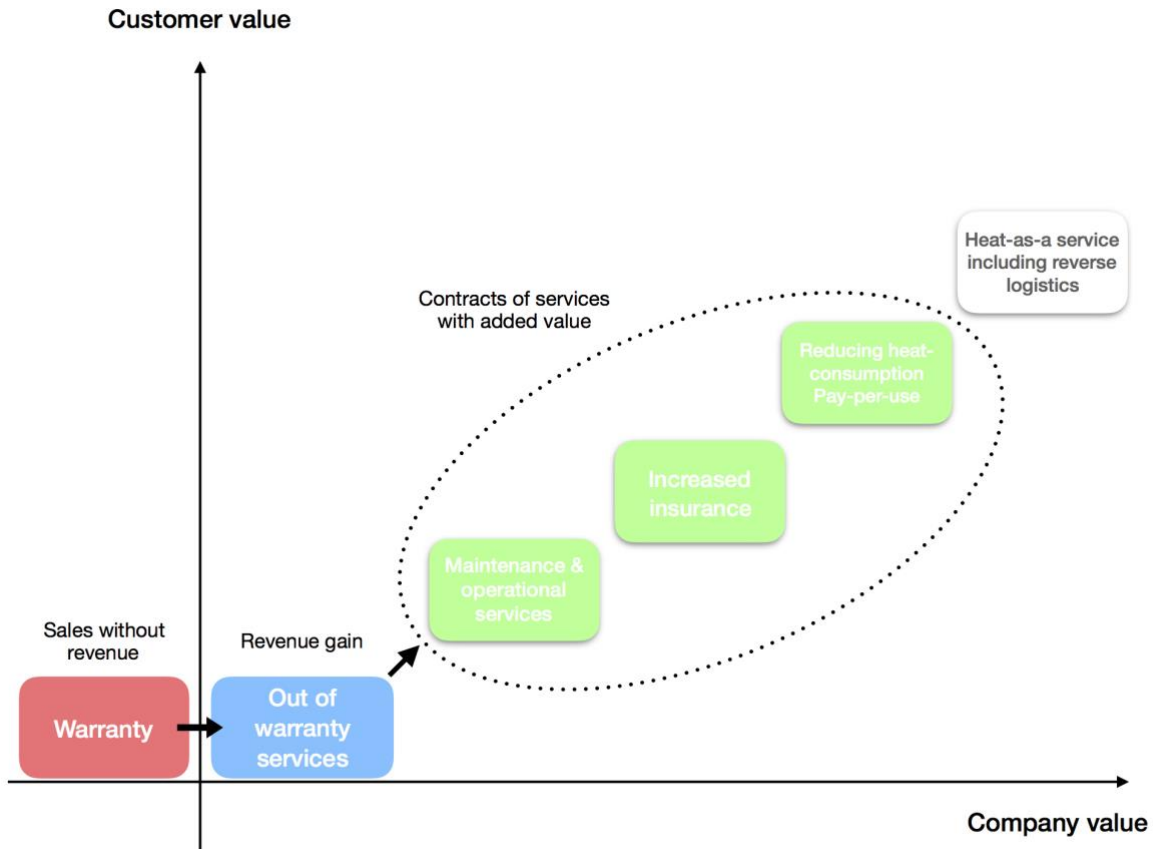 Customer value
Heat-as-a service
including reverse
logistics
Contracts of services
with added value
Reducing heat-
consumption
Pay-per-use
Increased
insurance
Maintenance &
operational
services
Sales without
revenue
Revenue gain
Warranty
Out of
warranty
services
Company value